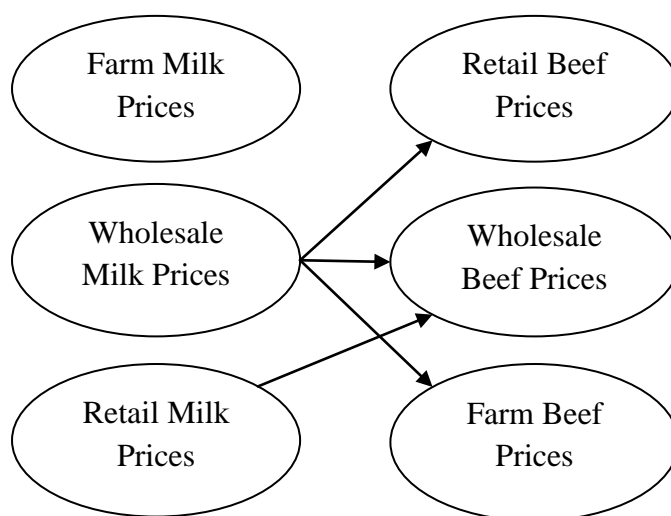 Farm Milk
Prices
Retail Beef
Prices
Wholesale
Milk Prices
Wholesale
Beef Prices
Retail Milk
Prices
Farm Beef
Prices